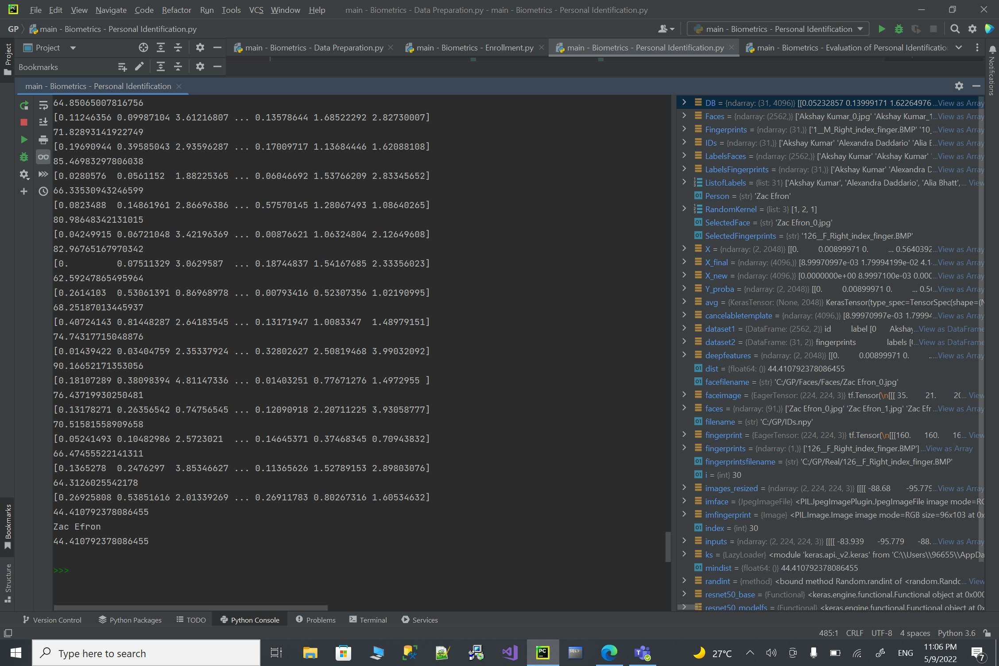 File Edit View Navigate Code Refactor Run Tools VCS Window Help main - Biometrics - Data Preparation.py - main - Biometrics - Personal Identification.py
GP main - Biometrics - Personal Identification.py main - Biometrics - Personal Identification
Project main - Biometrics - Data Preparation.py main - Biometrics - Enrollment.py main - Biometrics - Personal Identification.py main - Biometrics - Evaluation of Personal Identificatio
Bookmarks
Project
Notifications
main - Biometrics - Personal Identification
64.85065007816756
[0.11246356 0.09987104 3.61216807 ... 0.13578644 1.68522292 2.82730007]
71.82893141922749
[0.19690944 0.39585043 2.93596287 ... 0.17009717 1.13684446 1.62088108]
85.46983297806038
[0.0280576  0.0561152  1.88225365 ... 0.06046692 1.53766209 2.83345652]
66.33530943246599
[0.0823488  0.14861961 2.86696386 ... 0.57570145 1.28067493 1.08640265]
80.98648342131015
[0.04249915 0.06721048 3.42196369 ... 0.00876621 1.06324804 2.12649608]
82.96765167970342
[0.         0.07511329 3.0629587  ... 0.18744837 1.54167685 2.33356023]
62.59247865495964
[0.2614103  0.53061391 0.86968978 ... 0.00793416 0.52307356 1.02190995]
68.25187013445937
[0.40724143 0.81448287 2.64183545 ... 0.13171947 1.0083347  1.48979151]
74.74317715048876
[0.01439422 0.03404759 2.35337924 ... 0.32802627 2.50819468 3.99032092]
90.16652171353056
[0.18107289 0.38098394 4.81147336 ... 0.01403251 0.77671276 1.4972955 ]
76.43719930250481
[0.13178271 0.26356542 0.74756545 ... 0.12090918 2.20711225 3.93058777]
70.51581558909658
[0.05241493 0.10482986 2.5723021  ... 0.14645371 0.37468345 0.70943832]
66.47455522141311
[0.1365278  0.2476297  3.85346627 ... 0.11365626 1.52789153 2.89803076]
64.3126025542178
[0.26925808 0.53851616 2.01339269 ... 0.26911783 0.80267316 1.60534632]
44.410792378086455
Zac Efron
44.410792378086455
>>>
DB = {ndarray: (31, 4096)} [[0.05232857 0.13999171 1.62264976 ...View as Array
Faces = {ndarray: (2562,)} ['Akshay Kumar_0.jpg' 'Akshay Kumar_1...View as Array
Fingerprints = {ndarray: (31,)} ['1__M_Right_index_finger.BMP' '10_...View as Array
IDs = {ndarray: (31,)} ['Akshay Kumar' 'Alexandra Daddario' 'Alia E...View as Array
LabelsFaces = {ndarray: (2562,)} ['Akshay Kumar' 'Akshay Kumar' '...View as Array
LabelsFingerprints = {ndarray: (31,)} ['Akshay Kumar' 'Alexandra D...View as Array
ListofLabels = {list: 31} ['Akshay Kumar', 'Alexandra Daddario', 'Alia Bhatt',... View
Person = {str} 'Zac Efron'
RandomKernel = {list: 3} [1, 2, 1]
SelectedFace = {str} 'Zac Efron_0.jpg'
SelectedFingerprints = {str} '126__F_Right_index_finger.BMP'
X = {ndarray: (2, 2048)} [[0. 0.00899971 0. ... 0.5640392...View as Array
X_final = {ndarray: (4096,)} [8.99970997e-03 1.79994199e-02 4.1...View as Array
X_new = {ndarray: (4096,)} [0.0000000e+00 8.9997100e-03 0.000...View as Array
Y_proba = {ndarray: (2, 2048)} [[0. 0.00899971 0. ... 0.56...View as Array
avg = {KerasTensor: (None, 2048)} KerasTensor(type_spec=TensorSpec(shape=(N
cancelabletemplate = {ndarray: (4096,)} [8.99970997e-03 1.79994...View as Array
dataset1 = {DataFrame: (2562, 2)} id label [0 Akshay...View as DataFrame
dataset2 = {DataFrame: (31, 2)} fingerprints labels [(...View as DataFrame
deepfeatures = {ndarray: (2, 2048)} [[0. 0.00899971 0. ...View as Array
dist = {float64: ()} 44.410792378086455
facefilename = {str} 'C:/GP/Faces/Faces/Zac Efron_0.jpg'
faceimage = {EagerTensor: (224, 224, 3)} tf.Tensor(\n[[[ 35. 21. 20... View
faces = {ndarray: (91,)} ['Zac Efron_0.jpg' 'Zac Efron_1.jpg' 'Zac Efr...View as Array
filename = {str} 'C:/GP/IDs.npy'
fingerprint = {EagerTensor: (224, 224, 3)} tf.Tensor(\n[[[160. 160. 16... View
fingerprints = {ndarray: (1,)} ['126__F_Right_index_finger.BMP'] ...View as Array
fingerprintsfilename = {str} 'C:/GP/Real/126__F_Right_index_finger.BMP'
i = {int} 30
images_resized = {ndarray: (2, 224, 224, 3)} [[[[ -88.68 -95.779...View as Array
imface = {JpegImageFile} <PIL.JpegImagePlugin.JpegImageFile image mode=RG
imfingerprint = {Image} <PIL.Image.Image image mode=RGB size=96x103 at 0x
index = {int} 30
inputs = {ndarray: (2, 224, 224, 3)} [[[[ -83.939 -95.779 -88. ...View as Array
ks = {LazyLoader} <module 'keras.api._v2.keras' from 'C:\\Users\\96655\\AppDa
mindist = {float64: ()} 44.410792378086455
randint = {method} <bound method Random.randint of <random.Rando... View
resnet50_base = {Functional} <keras.engine.functional.Functional object at 0x000
resnet50_modelfs = {Functional} <keras.engine.functional.Functional object at 0x
Bookmarks
Structure
Version Control Python Packages TODO Python Console Problems Terminal Services
485:1 CRLF UTF-8 4 spaces Python 3.6
Type here to search PC SQL> 27°C ENG 11:06 PM 5/9/2022 7